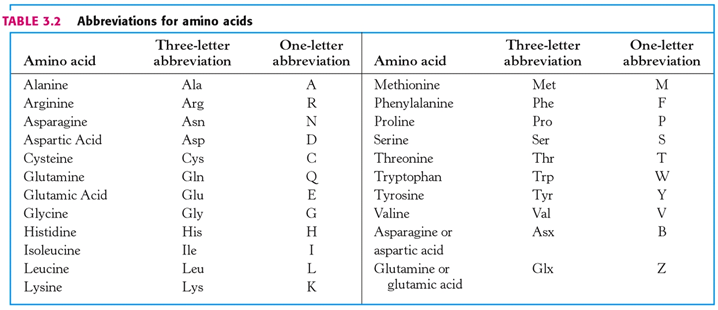 TABLE 3.2 Abbreviations for amino acids
Three-letter One-letter Three-letter One-letter
Amino acid abbreviation abbreviation Amino acid abbreviation abbreviation
Alanine Ala A Methionine Met M
Arginine Arg R Phenylalanine Phe F
Asparagine Asn N Proline Pro P
Aspartic Acid Asp D Serine Ser S
Cysteine Cys C Threonine Thr T
Glutamine Gln Q Tryptophan Trp W
Glutamic Acid Glu E Tyrosine Tyr Y
Glycine Gly G Valine Val V
Histidine His H Asparagine or Asx B
Isoleucine Ile I aspartic acid
Leucine Leu L Glutamine or Glx Z
Lysine Lys K glutamic acid